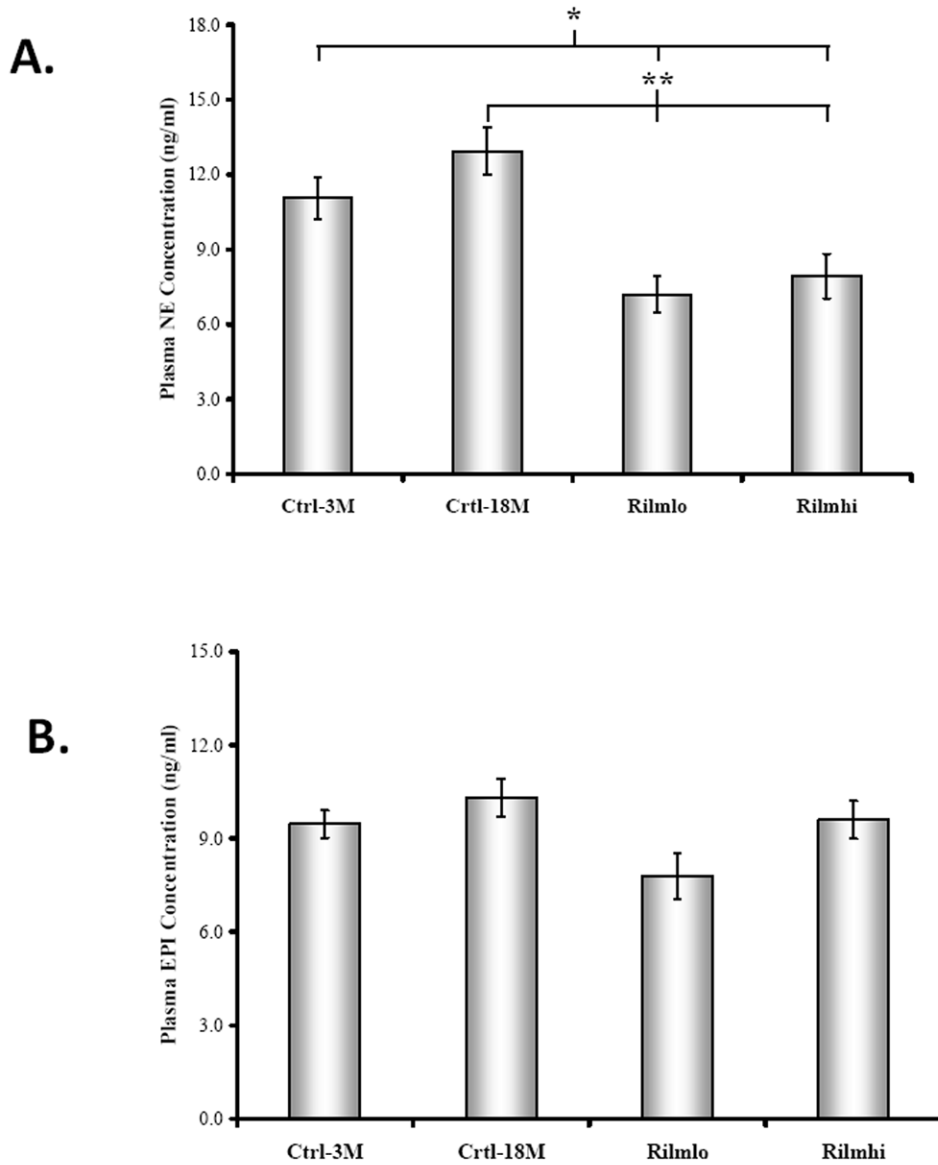 A.
Plasma NE Concentration (ng/ml)
18.0
15.0
12.0
9.0
6.0
3.0
0.0
*
**
Ctrl-3M Crtl-18M Rilmlo Rilmhi
B.
Plasma EPI Concentration (ng/ml)
15.0
12.0
9.0
6.0
3.0
0.0
Ctrl-3M Crtl-18M Rilmlo Rilmhi